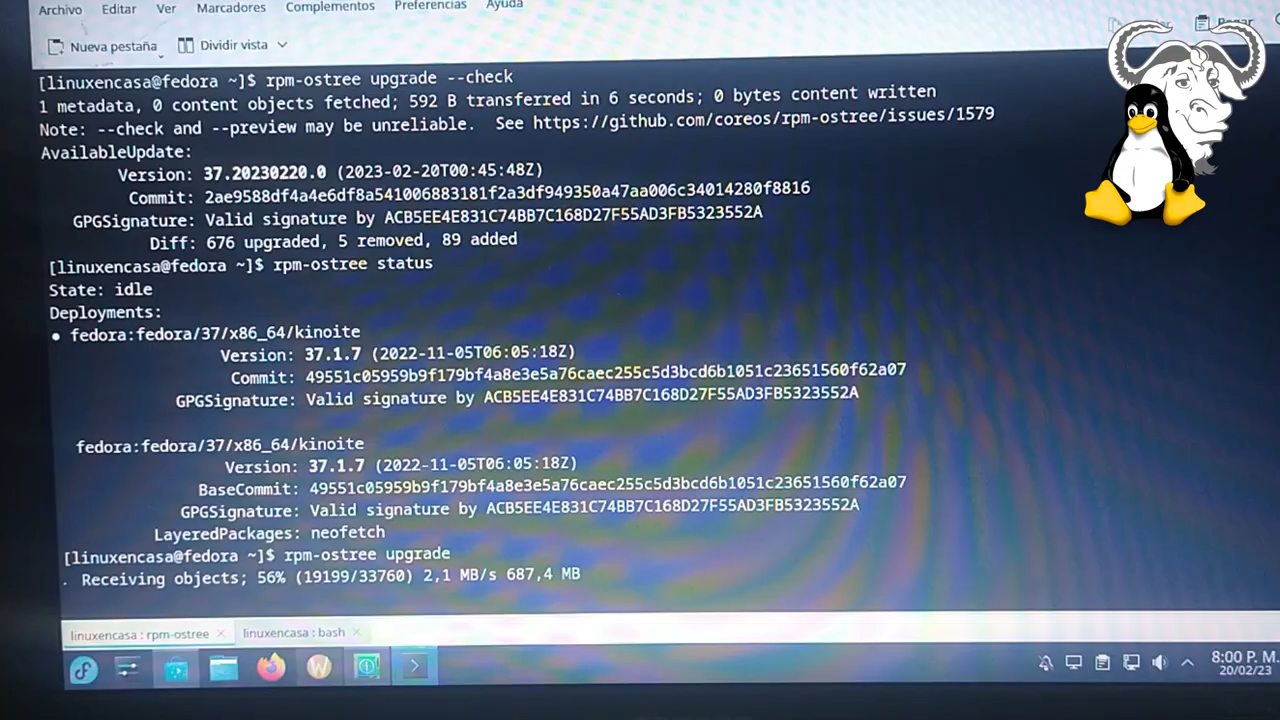 Archivo Editar Ver Marcadores Complementos Preferencias Ayuda
Nueva pestaña Dividir vista
[linuxencasa@fedora ~]$ rpm-ostree upgrade --check
1 metadata, 0 content objects fetched; 592 B transferred in 6 seconds; 0 bytes content written
Note: --check and --preview may be unreliable. See https://github.com/coreos/rpm-ostree/issues/1579
AvailableUpdate:
Version: 37.20230220.0 (2023-02-20T00:45:48Z)
Commit: 2ae9588df4a4e6df8a541006883181f2a3df949350a47aa006c34014280f8816
GPGSignature: Valid signature by ACB5EE4E831C74BB7C168D27F55AD3FB5323552A
Diff: 676 upgraded, 5 removed, 89 added
[linuxencasa@fedora ~]$ rpm-ostree status
State: idle
Deployments:
● fedora:fedora/37/x86_64/kinoite
Version: 37.1.7 (2022-11-05T06:05:18Z)
Commit: 49551c05959b9f179bf4a8e3e5a76caec255c5d3bcd6b1051c23651560f62a07
GPGSignature: Valid signature by ACB5EE4E831C74BB7C168D27F55AD3FB5323552A
fedora:fedora/37/x86_64/kinoite
Version: 37.1.7 (2022-11-05T06:05:18Z)
BaseCommit: 49551c05959b9f179bf4a8e3e5a76caec255c5d3bcd6b1051c23651560f62a07
GPGSignature: Valid signature by ACB5EE4E831C74BB7C168D27F55AD3FB5323552A
LayeredPackages: neofetch
[linuxencasa@fedora ~]$ rpm-ostree upgrade
. Receiving objects; 56% (19199/33760) 2,1 MB/s 687,4 MB
linuxencasa : rpm-ostree × linuxencasa : bash ×
8:00 P. M.
20/02/23